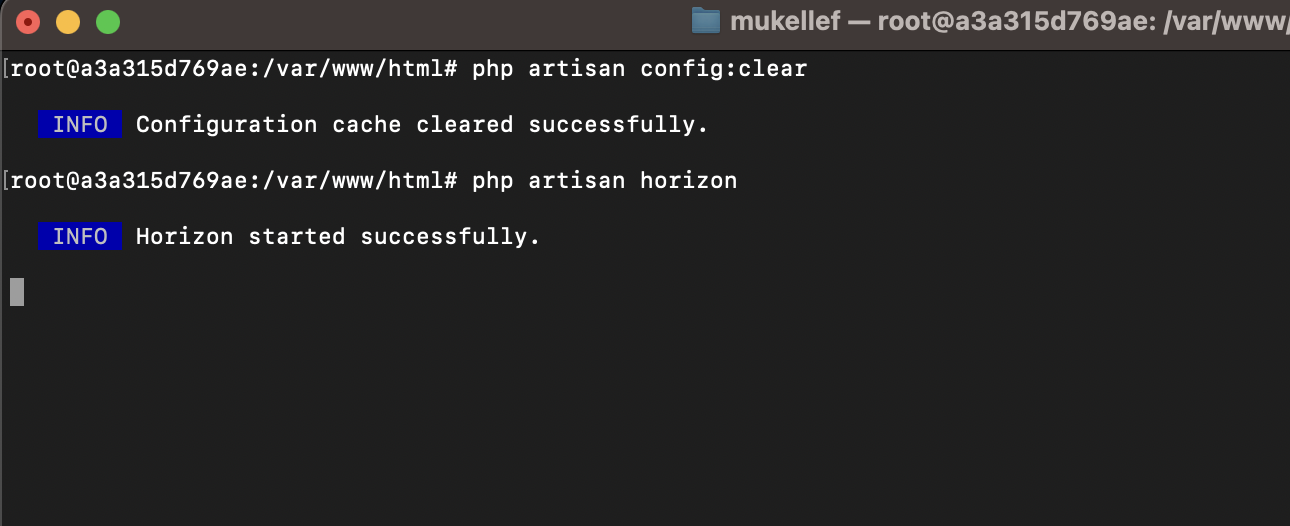 mukellef — root@a3a315d769ae: /var/www/
[root@a3a315d769ae:/var/www/html# php artisan config:clear
INFO Configuration cache cleared successfully.
[root@a3a315d769ae:/var/www/html# php artisan horizon
INFO Horizon started successfully.